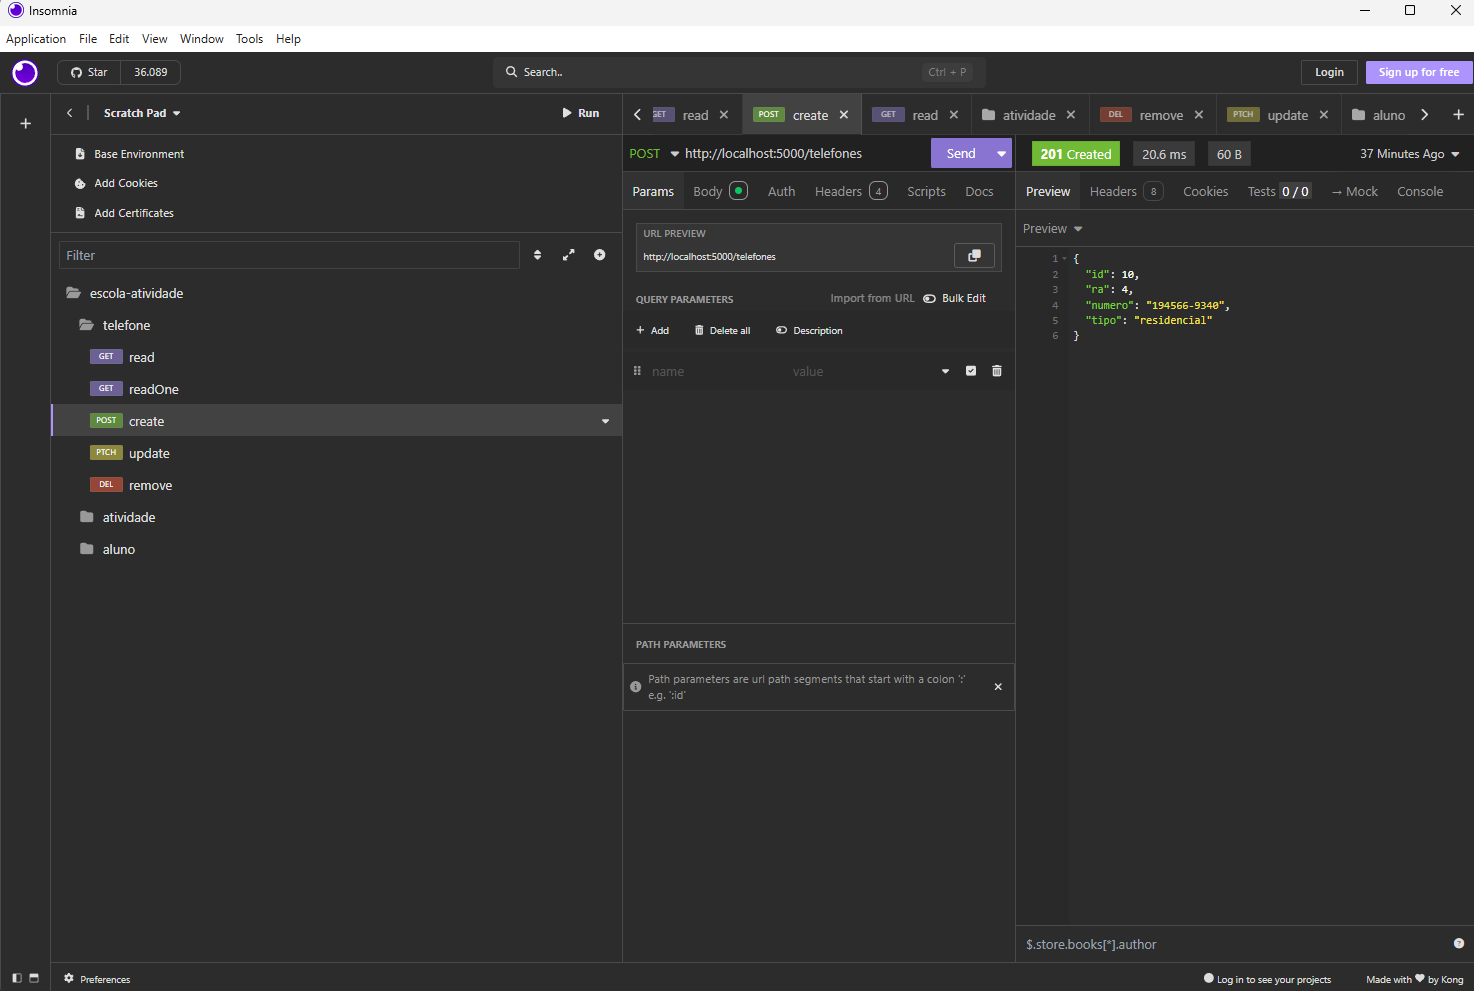 Insomnia
Application File Edit View Window Tools Help
Star 36.089
Search.. Ctrl + P
Login Sign up for free
Scratch Pad
Run
Base Environment
Add Cookies
Add Certificates
Filter
escola-atividade
telefone
GET read
GET readOne
POST create
PTCH update
DEL remove
atividade
aluno
GET read
POST create
GET read
atividade
DEL remove
PTCH update
aluno
POST http://localhost:5000/telefones
Send
Params Body Auth Headers 4 Scripts Docs
URL PREVIEW
http://localhost:5000/telefones
QUERY PARAMETERS Import from URL Bulk Edit
Add Delete all Description
name value
PATH PARAMETERS
Path parameters are url path segments that start with a colon ':'
e.g. ':id'
201 Created 20.6 ms 60 B 37 Minutes Ago
Preview Headers 8 Cookies Tests 0 / 0 → Mock Console
Preview
1 {
2 "id": 10,
3 "ra": 4,
4 "numero": "194566-9340",
5 "tipo": "residencial"
6 }
$.store.books[*].author
Preferences
Log in to see your projects
Made with ♥ by Kong